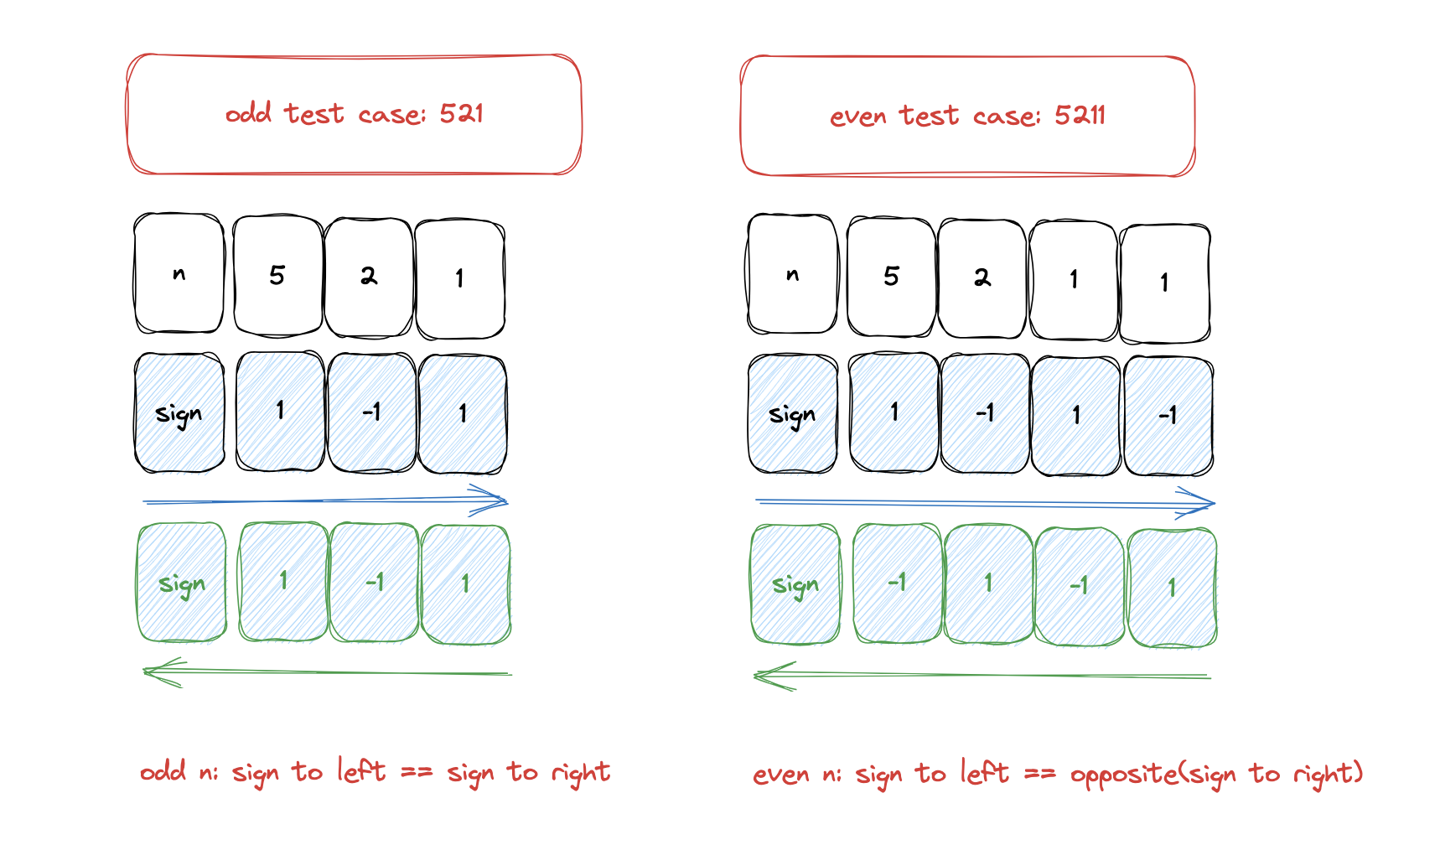 odd test case: 521
n 5 2 1
sign 1 -1 1
sign 1 -1 1
odd n: sign to left == sign to right
even test case: 5211
n 5 2 1 1
sign 1 -1 1 -1
sign -1 1 -1 1
even n: sign to left == opposite(sign to right)